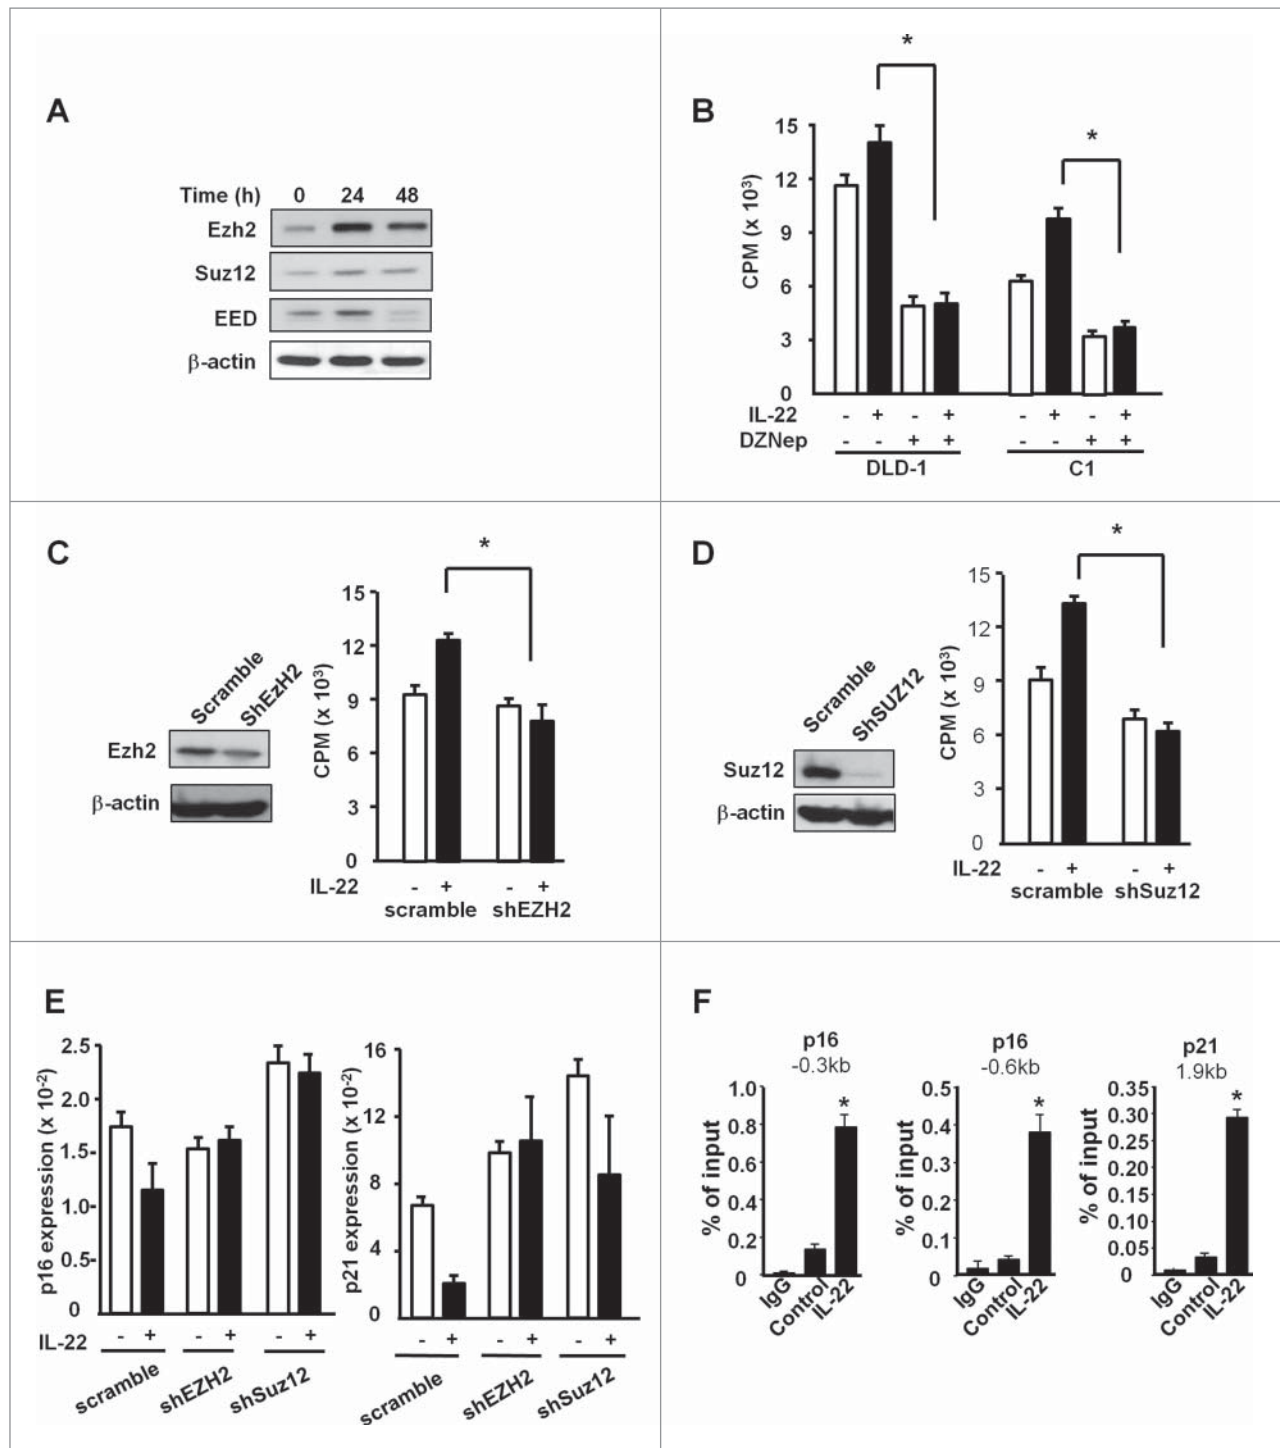 A
Time (h) 0 24 48
Ezh2
Suz12
EED
β-actin
B
*
*
CPM (x 10³)
15
12
9
6
3
0
IL-22 - + - + - + - +
DZNep - - + + - - + +
DLD-1 C1
C
Scramble
ShEzH2
Ezh2
β-actin
*
CPM (x 10³)
15
12
9
6
3
0
IL-22 - + - +
scramble shEZH2
D
Scramble
ShSUZ12
Suz12
β-actin
*
CPM (x 10³)
15
12
9
6
3
0
IL-22 - + - +
scramble shSuz12
E
p16 expression (x 10⁻²)
2.5
2.0
1.5
1.0
0.5
0
IL-22 - + - + - +
scramble shEZH2 shSuz12
p21 expression (x 10⁻²)
16
12
8
4
0
- + - + - +
scramble shEZH2 shSuz12
F
p16
-0.3kb
% of input
1.0
0.8
0.6
0.4
0.2
0
*
IgG Control IL-22
p16
-0.6kb
% of input
0.5
0.4
0.3
0.2
0.1
0
*
IgG Control IL-22
p21
1.9kb
% of input
0.35
0.30
0.25
0.20
0.15
0.10
0.05
0
*
IgG Control IL-22